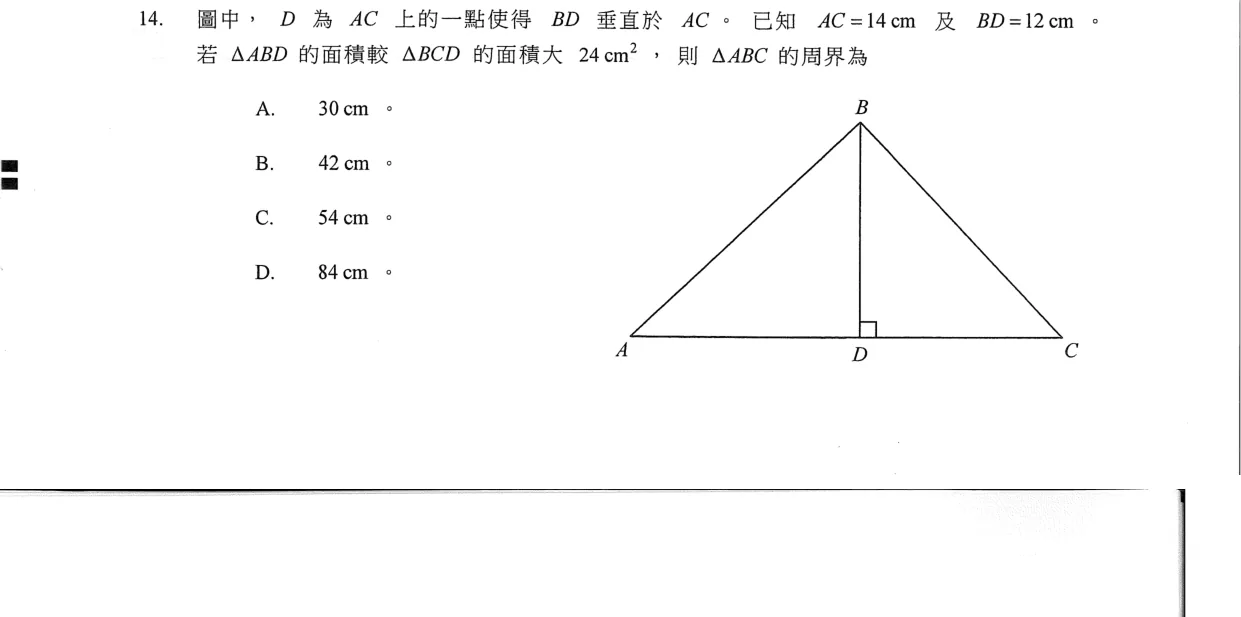 14. 圖中，D 為 AC 上的一點使得 BD 垂直於 AC 。 已知 AC = 14 cm 及 BD = 12 cm 。
若 ΔABD 的面積較 ΔBCD 的面積大 24 cm² ， 則 ΔABC 的周界為
A. 30 cm 。
B. 42 cm 。
C. 54 cm 。
D. 84 cm 。
B
A
D
C